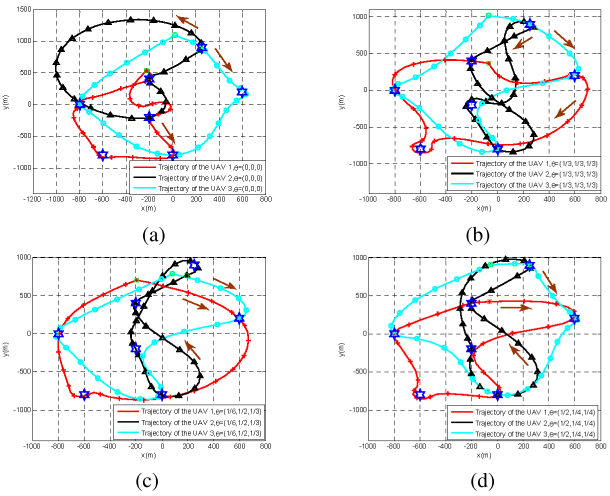 1500
1000
500
0
-500
-1000
y(m)
-1200 -1000 -800 -600 -400 -200 0 200 400 600 800
x(m)
Trajectory of the UAV 1,e=(0,0,0)
Trajectory of the UAV 2,e=(0,0,0)
Trajectory of the UAV 3,e=(0,0,0)
(a)
1000
500
0
-500
-1000
y(m)
-1000 -800 -600 -400 -200 0 200 400 600 800
x(m)
Trajectory of the UAV 1,e=(1/3,1/3,1/3)
Trajectory of the UAV 2,e=(1/3,1/3,1/3)
Trajectory of the UAV 3,e=(1/3,1/3,1/3)
(b)
1000
500
0
-500
-1000
y(m)
-1000 -800 -600 -400 -200 0 200 400 600 800
x(m)
Trajectory of the UAV 1,e=(1/6,1/2,1/3)
Trajectory of the UAV 2,e=(1/6,1/2,1/3)
Trajectory of the UAV 3,e=(1/6,1/2,1/3)
(c)
1000
500
0
-500
-1000
y(m)
-1000 -800 -600 -400 -200 0 200 400 600 800
x(m)
Trajectory of the UAV 1,e=(1/2,1/4,1/4)
Trajectory of the UAV 2,e=(1/2,1/4,1/4)
Trajectory of the UAV 3,e=(1/2,1/4,1/4)
(d)